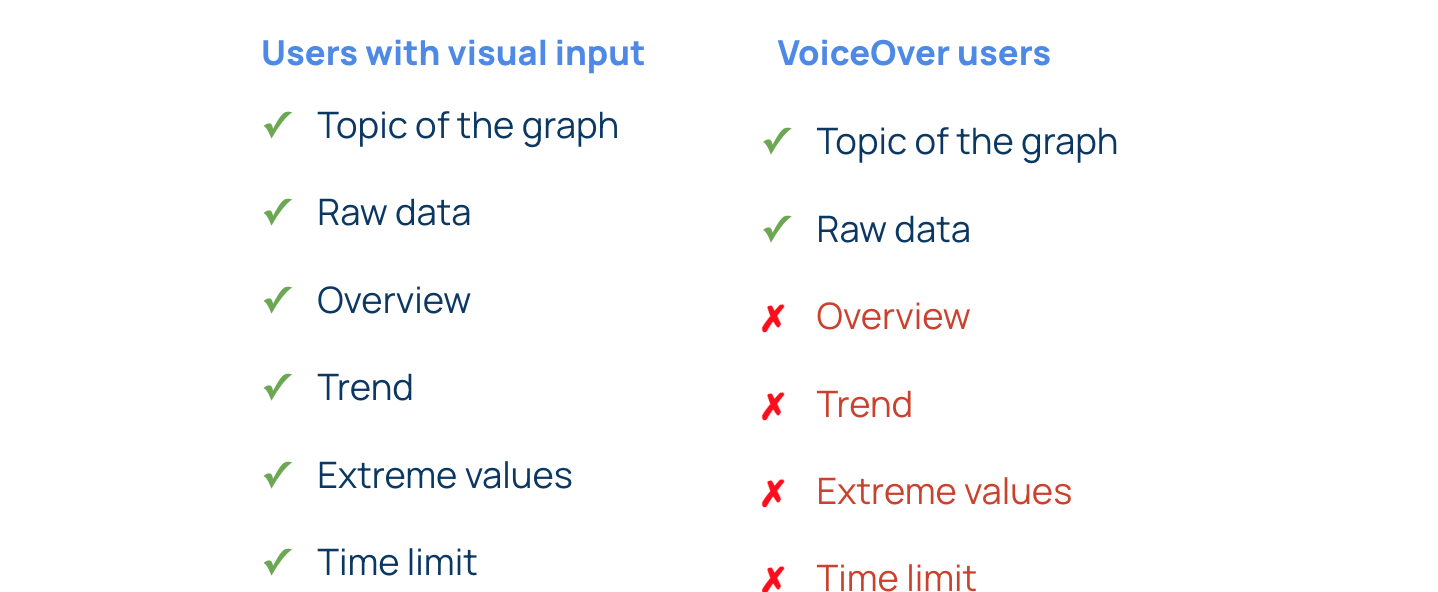 Users with visual input
✓ Topic of the graph
✓ Raw data
✓ Overview
✓ Trend
✓ Extreme values
✓ Time limit
VoiceOver users
✓ Topic of the graph
✓ Raw data
✗ Overview
✗ Trend
✗ Extreme values
✗ Time limit